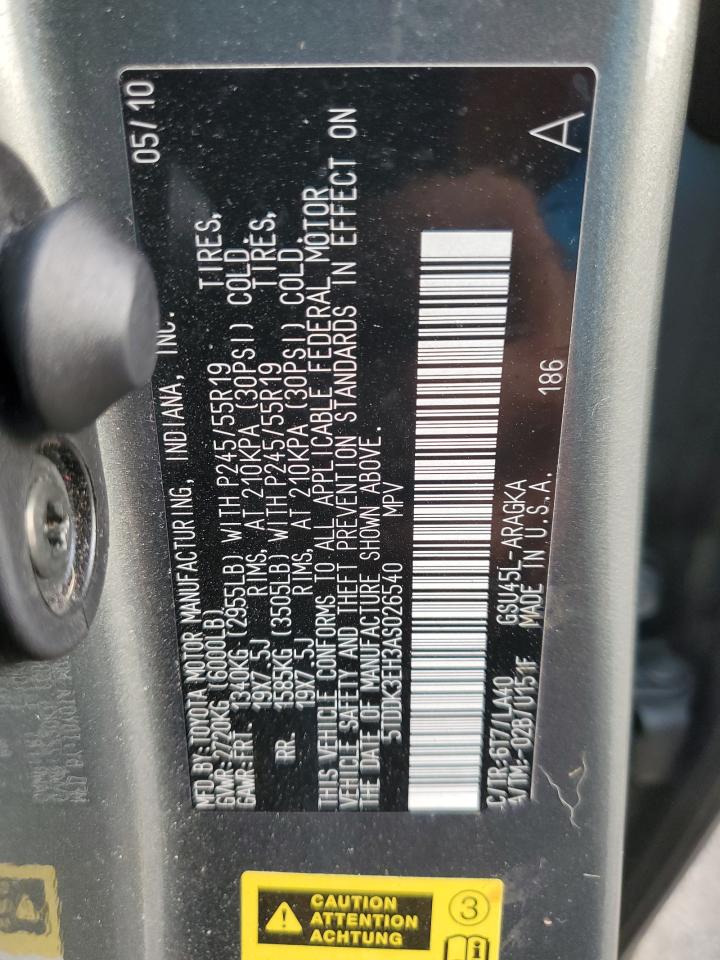 05/10
MFD BY: TOYOTA MOTOR MANUFACTURING, INDIANA, INC.
GVWR: 2720KG (6000LB)
GAWR: FRT 1340KG (2955LB) WITH P245/55R19 TIRES,
19X7.5J RIMS, AT 210KPA (30PSI) COLD
RR. 1585KG (3505LB) WITH P245/55R19 TIRES,
19X7.5J RIMS, AT 210KPA (30PSI) COLD
THIS VEHICLE CONFORMS TO ALL APPLICABLE FEDERAL MOTOR
VEHICLE SAFETY AND THEFT PREVENTION STANDARDS IN EFFECT ON
THE DATE OF MANUFACTURE SHOWN ABOVE.
5TDDK3EH3AS026540 MPV
C/TR: 6T7/LA40 GSU45L-ARAGKA 186
A/TM:-02B/U151F MADE IN U.S.A.
A
CAUTION
ATTENTION
ACHTUNG
3